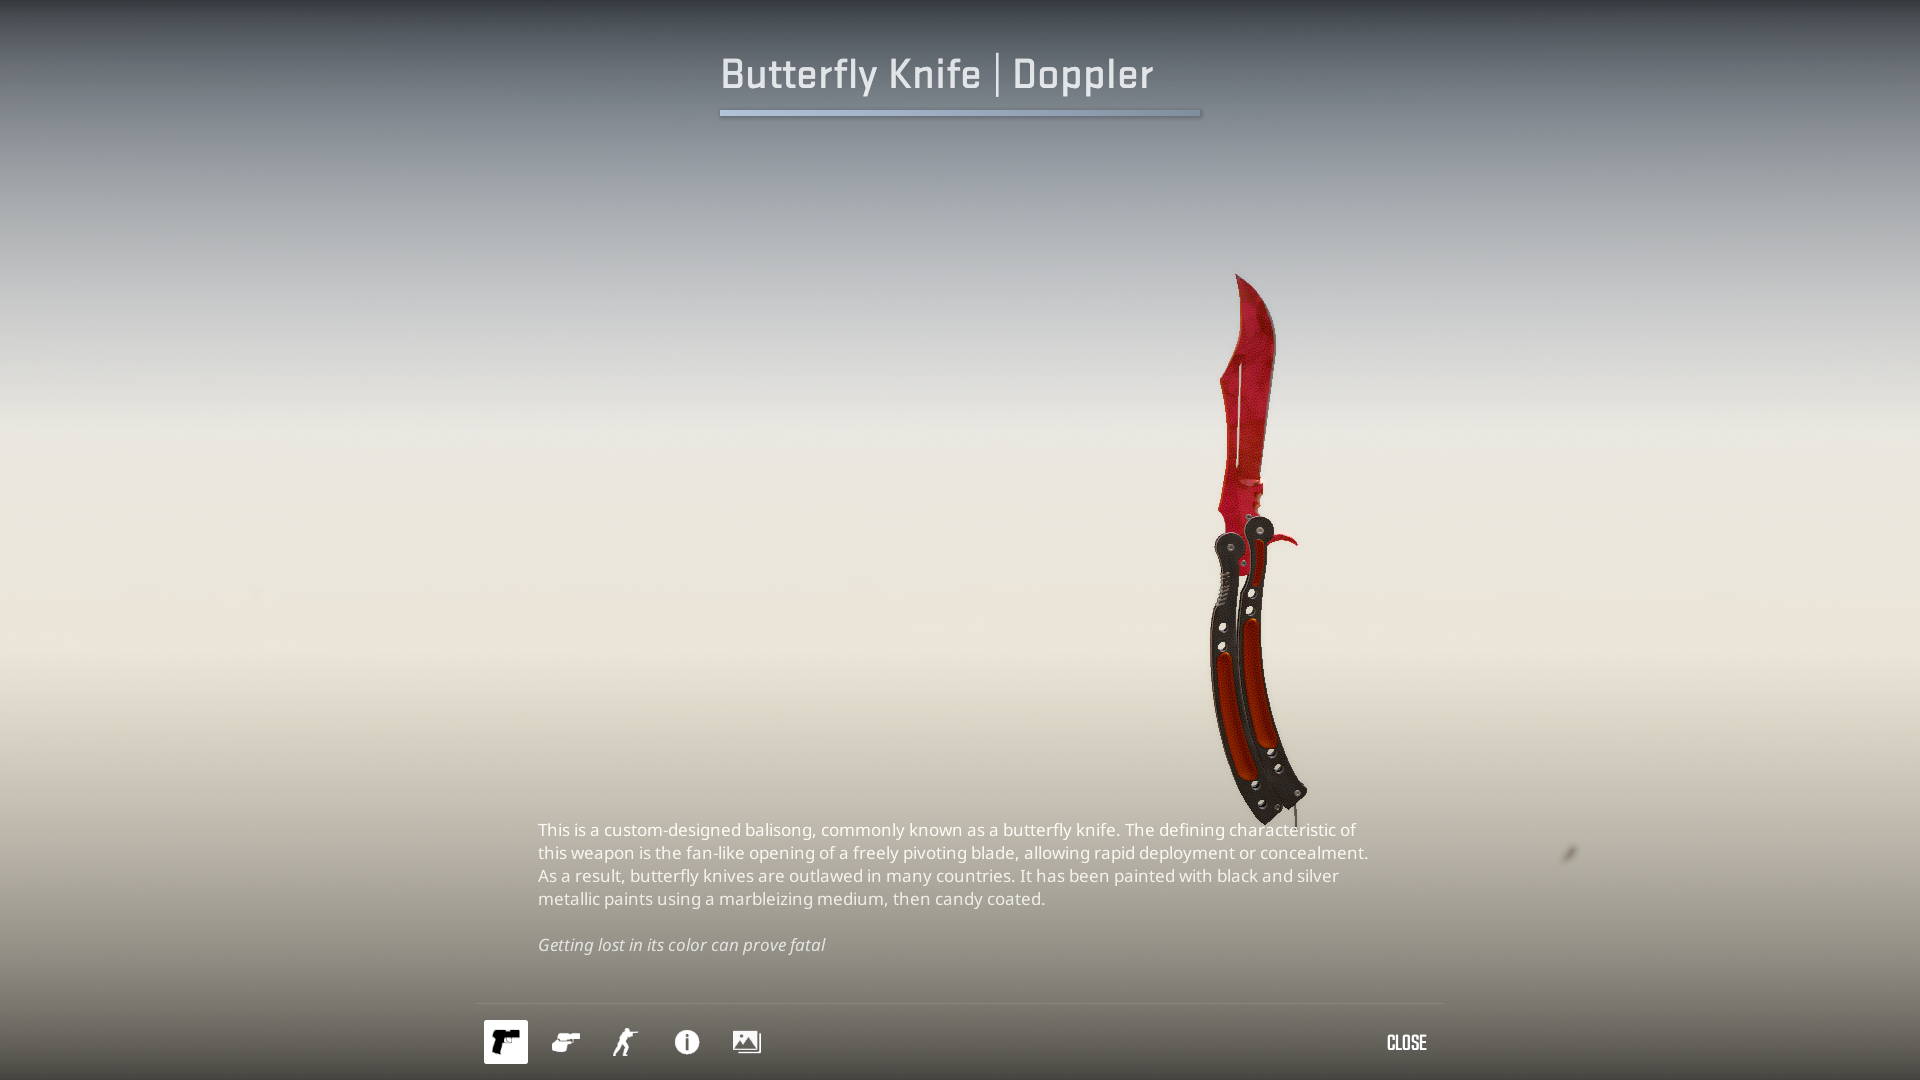 Butterfly Knife | Doppler
This is a custom-designed balisong, commonly known as a butterfly knife. The defining characteristic of
this weapon is the fan-like opening of a freely pivoting blade, allowing rapid deployment or concealment.
As a result, butterfly knives are outlawed in many countries. It has been painted with black and silver
metallic paints using a marbleizing medium, then candy coated.
Getting lost in its color can prove fatal
CLOSE